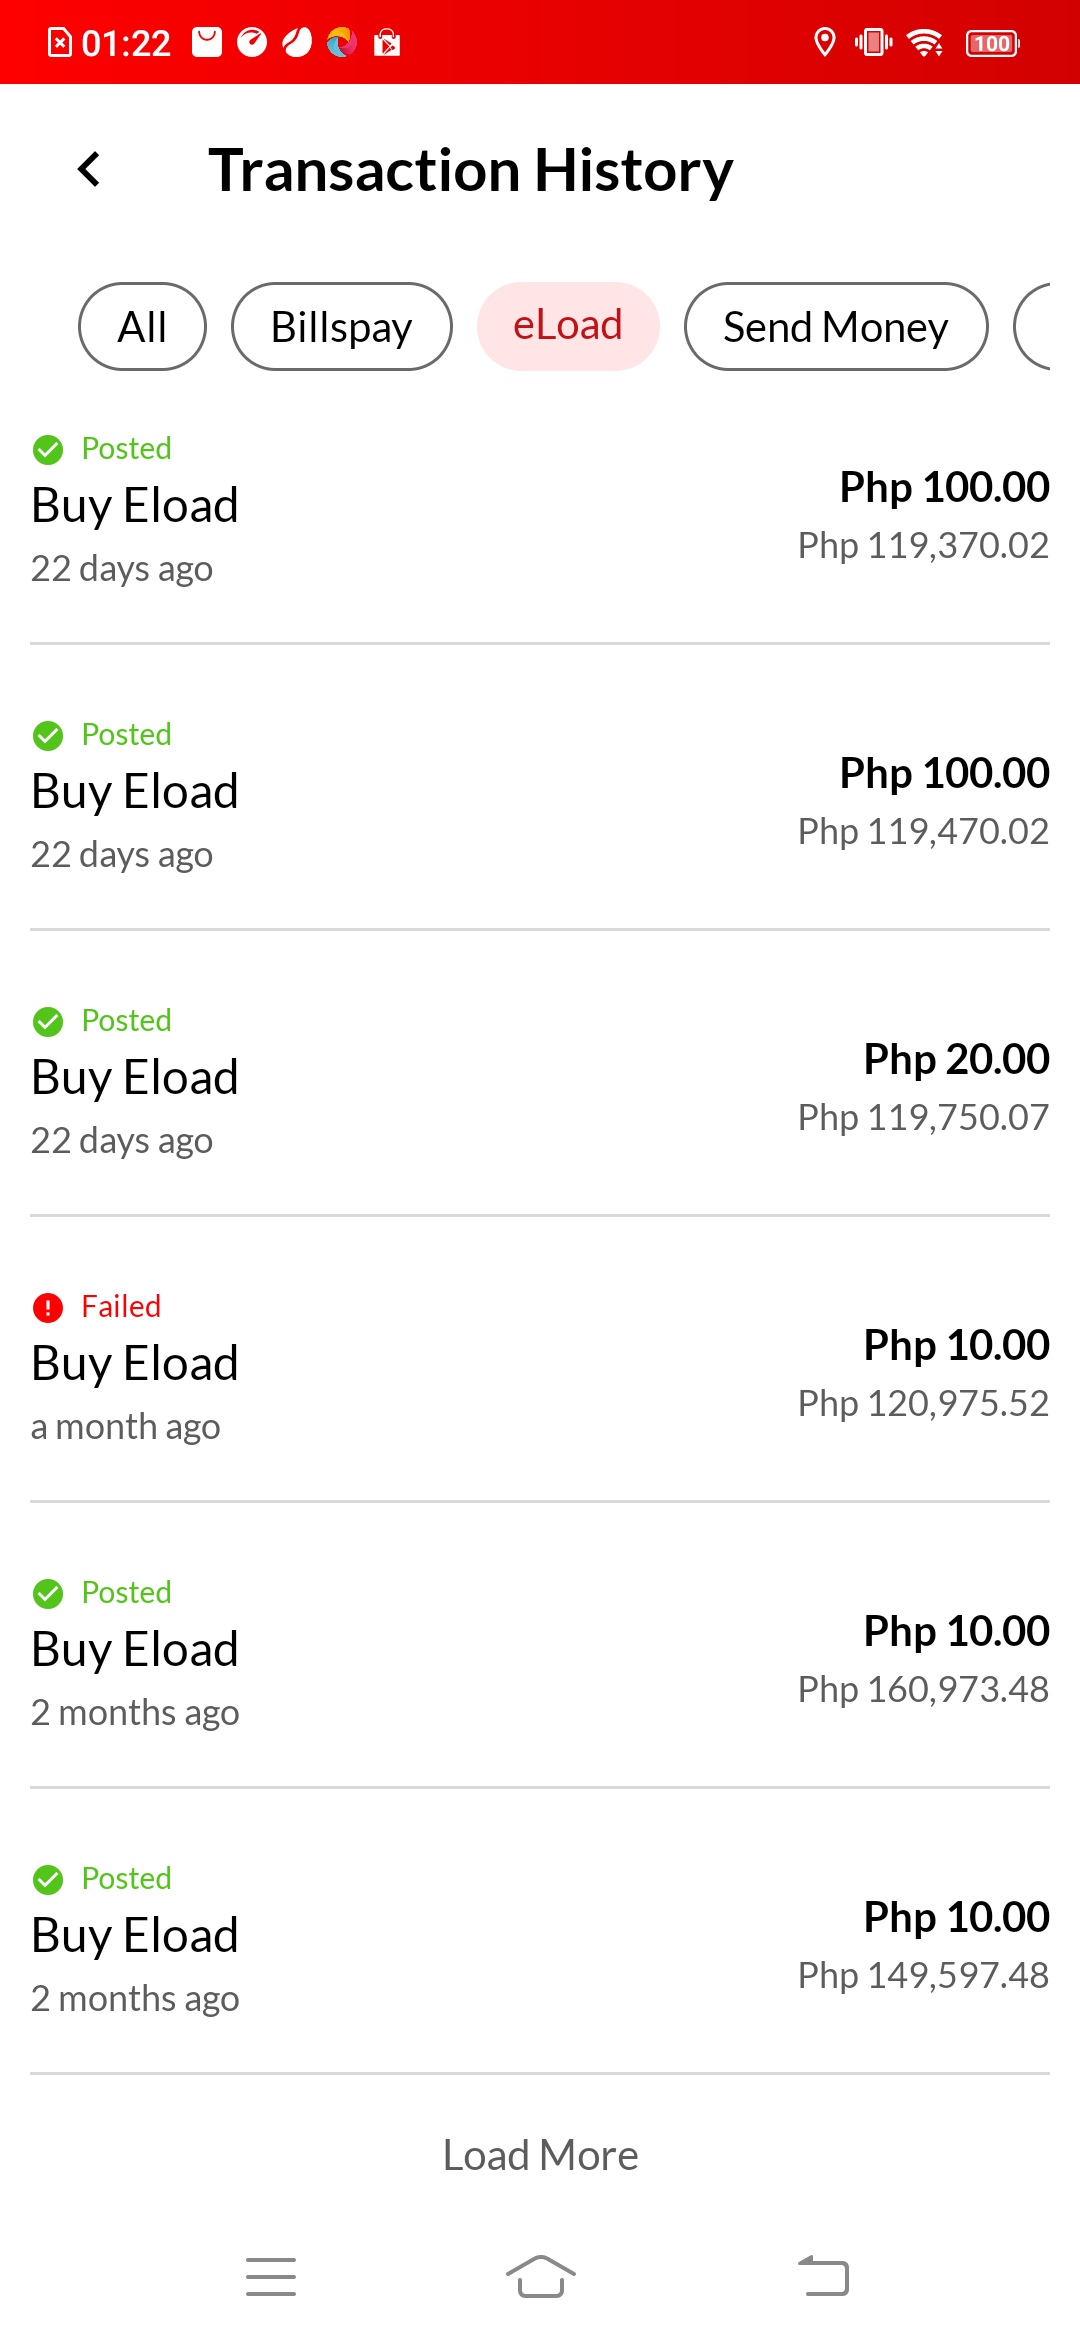 01:22
100
Transaction History
All
Billspay
eLoad
Send Money
Posted
Buy Eload
22 days ago
Php 100.00
Php 119,370.02
Posted
Buy Eload
22 days ago
Php 100.00
Php 119,470.02
Posted
Buy Eload
22 days ago
Php 20.00
Php 119,750.07
Failed
Buy Eload
a month ago
Php 10.00
Php 120,975.52
Posted
Buy Eload
2 months ago
Php 10.00
Php 160,973.48
Posted
Buy Eload
2 months ago
Php 10.00
Php 149,597.48
Load More